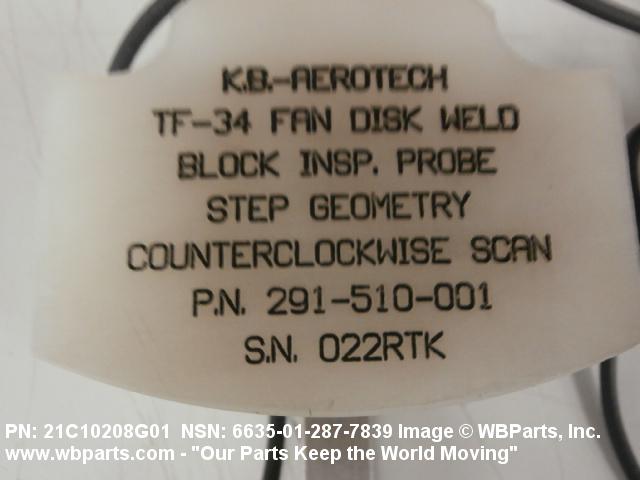 K.B.-AEROTECH
TF-34 FAN DISK WELD
BLOCK INSP. PROBE
STEP GEOMETRY
COUNTERCLOCKWISE SCAN
P.N. 291-510-001
S.N. 022RTK
PN: 21C10208G01 NSN: 6635-01-287-7839 Image © WBParts, Inc.
www.wbparts.com - "Our Parts Keep the World Moving"